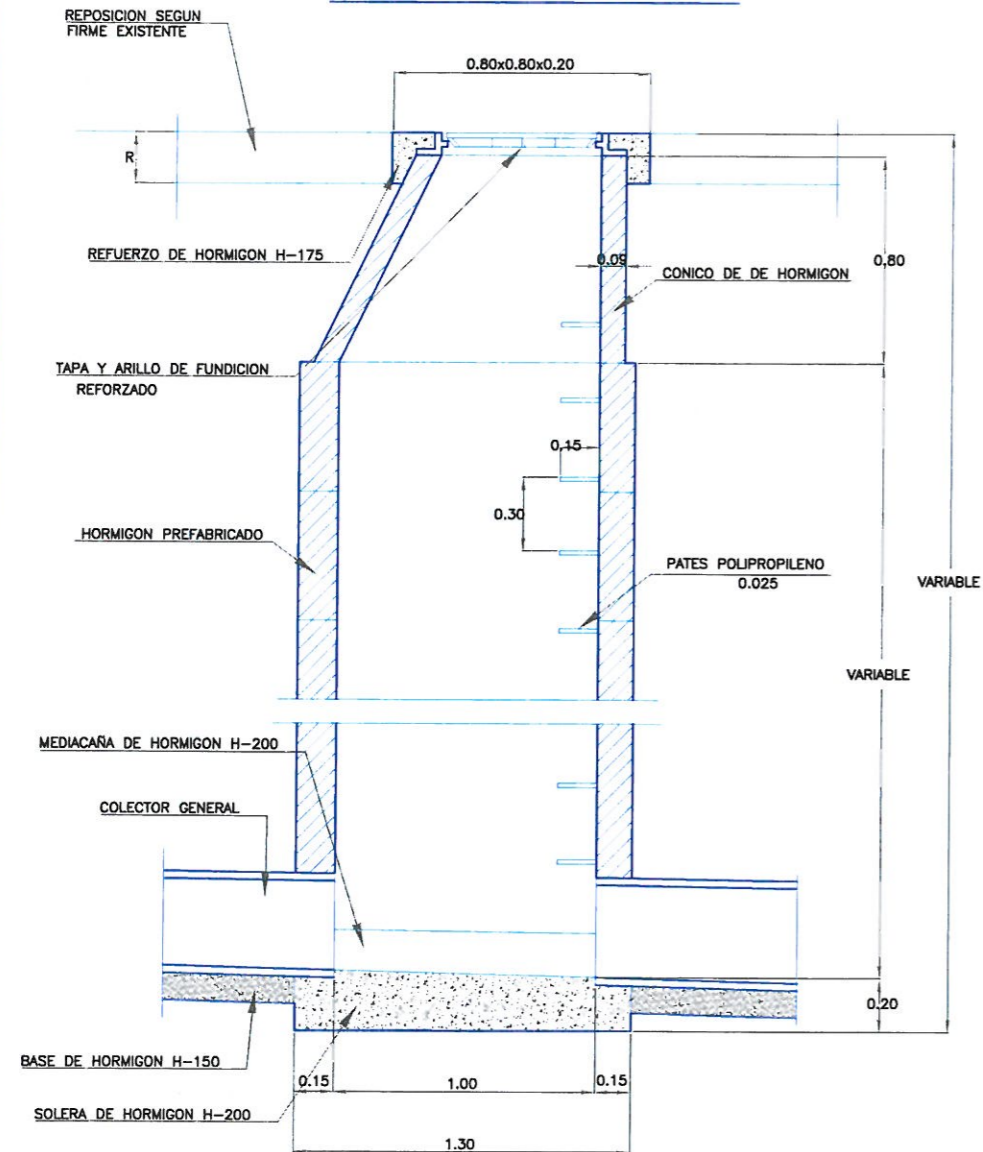 REPOSICION SEGUN
FIRME EXISTENTE
0.80x0.80x0.20
R
REFUERZO DE HORMIGON H-175
0.09
0,80
CONICO DE DE HORMIGON
TAPA Y ARILLO DE FUNDICION
REFORZADO
0,15
0.30
HORMIGON PREFABRICADO
PATES POLIPROPILENO
0.025
VARIABLE
VARIABLE
MEDIACAÑA DE HORMIGON H-200
COLECTOR GENERAL
0.20
BASE DE HORMIGON H-150
0.15
1.00
0.15
SOLERA DE HORMIGON H-200
1.30